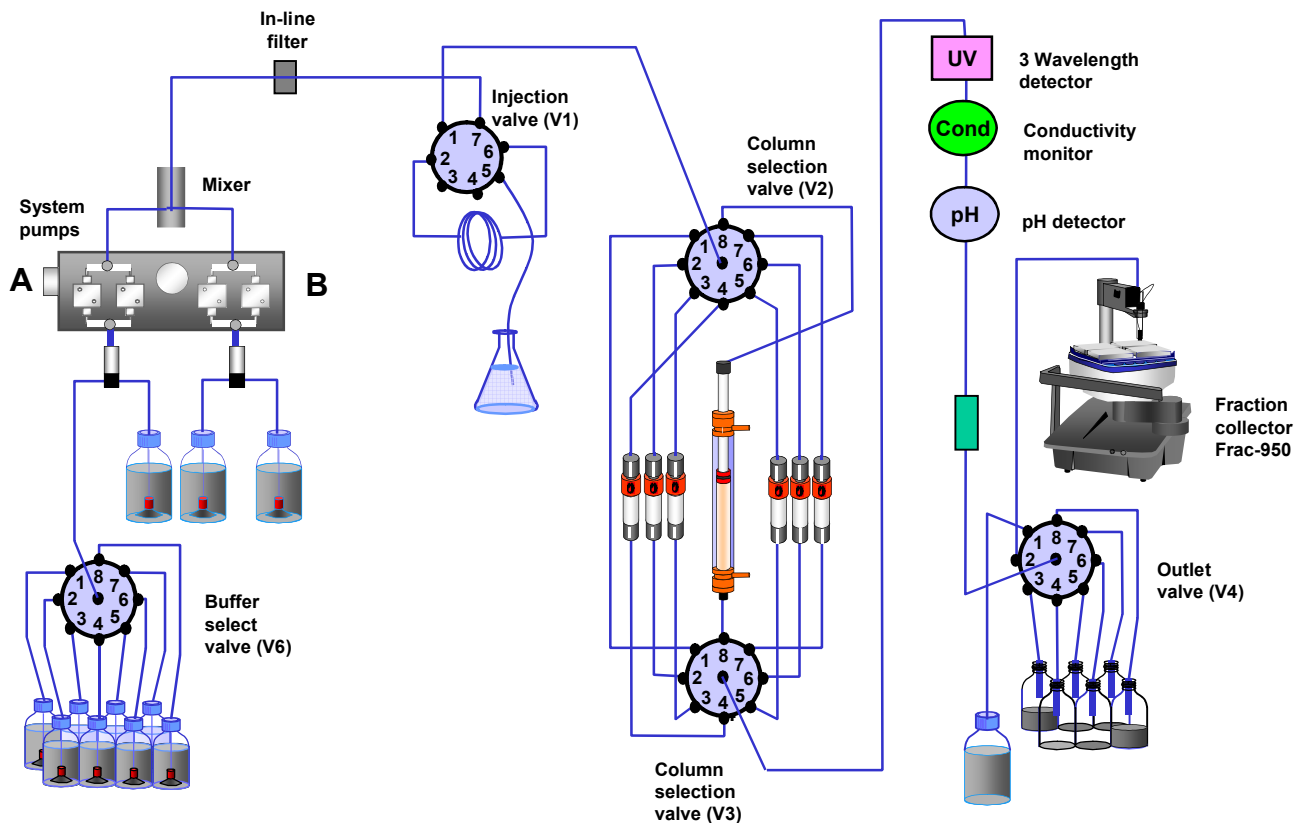 In-line
filter
Injection
valve (V1)
1
7
2
6
3
4
5
Mixer
System
pumps
A
B
Column
selection
valve (V2)
8
1
7
2
6
3
4
5
UV
3 Wavelength
detector
Cond
Conductivity
monitor
pH
pH detector
Fraction
collector
Frac-950
8
1
7
2
6
3
4
5
Buffer
select
valve (V6)
8
1
7
2
6
3
4
5
Outlet
valve (V4)
8
1
7
2
6
3
4
5
Column
selection
valve (V3)